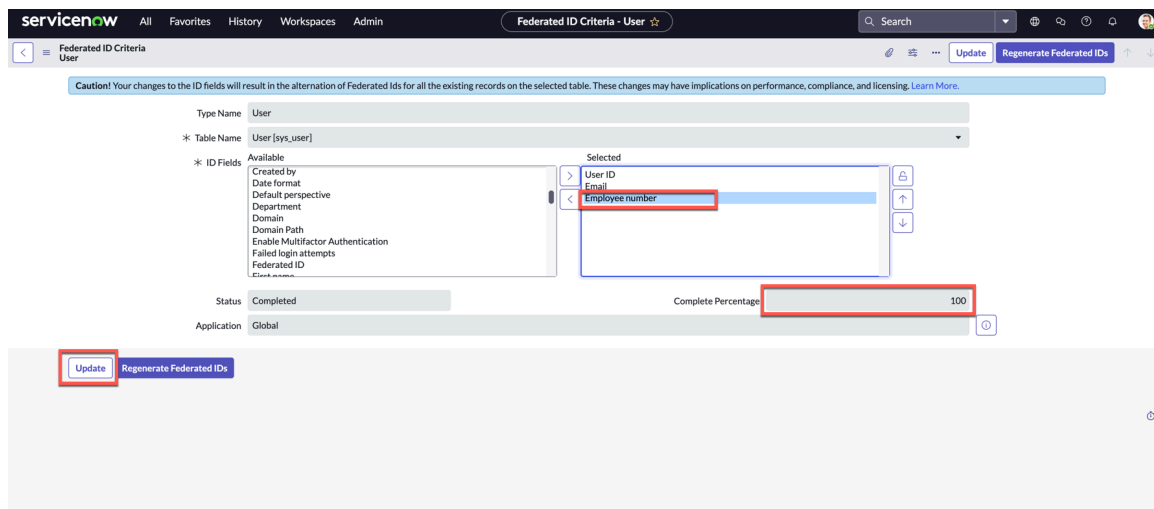 servicenow All Favorites History Workspaces Admin Federated ID Criteria - User Search
Federated ID Criteria
User
Update Regenerate Federated IDs
Caution! Your changes to the ID fields will result in the alternation of Federated Ids for all the existing records on the selected table. These changes may have implications on performance, compliance, and licensing. Learn More.
Type Name User
Table Name User [sys_user]
ID Fields
Available
Created by
Date format
Default perspective
Department
Domain
Domain Path
Enable Multifactor Authentication
Failed login attempts
Federated ID
First name
Selected
User ID
Email
Employee number
Status Completed Complete Percentage 100
Application Global
Update Regenerate Federated IDs